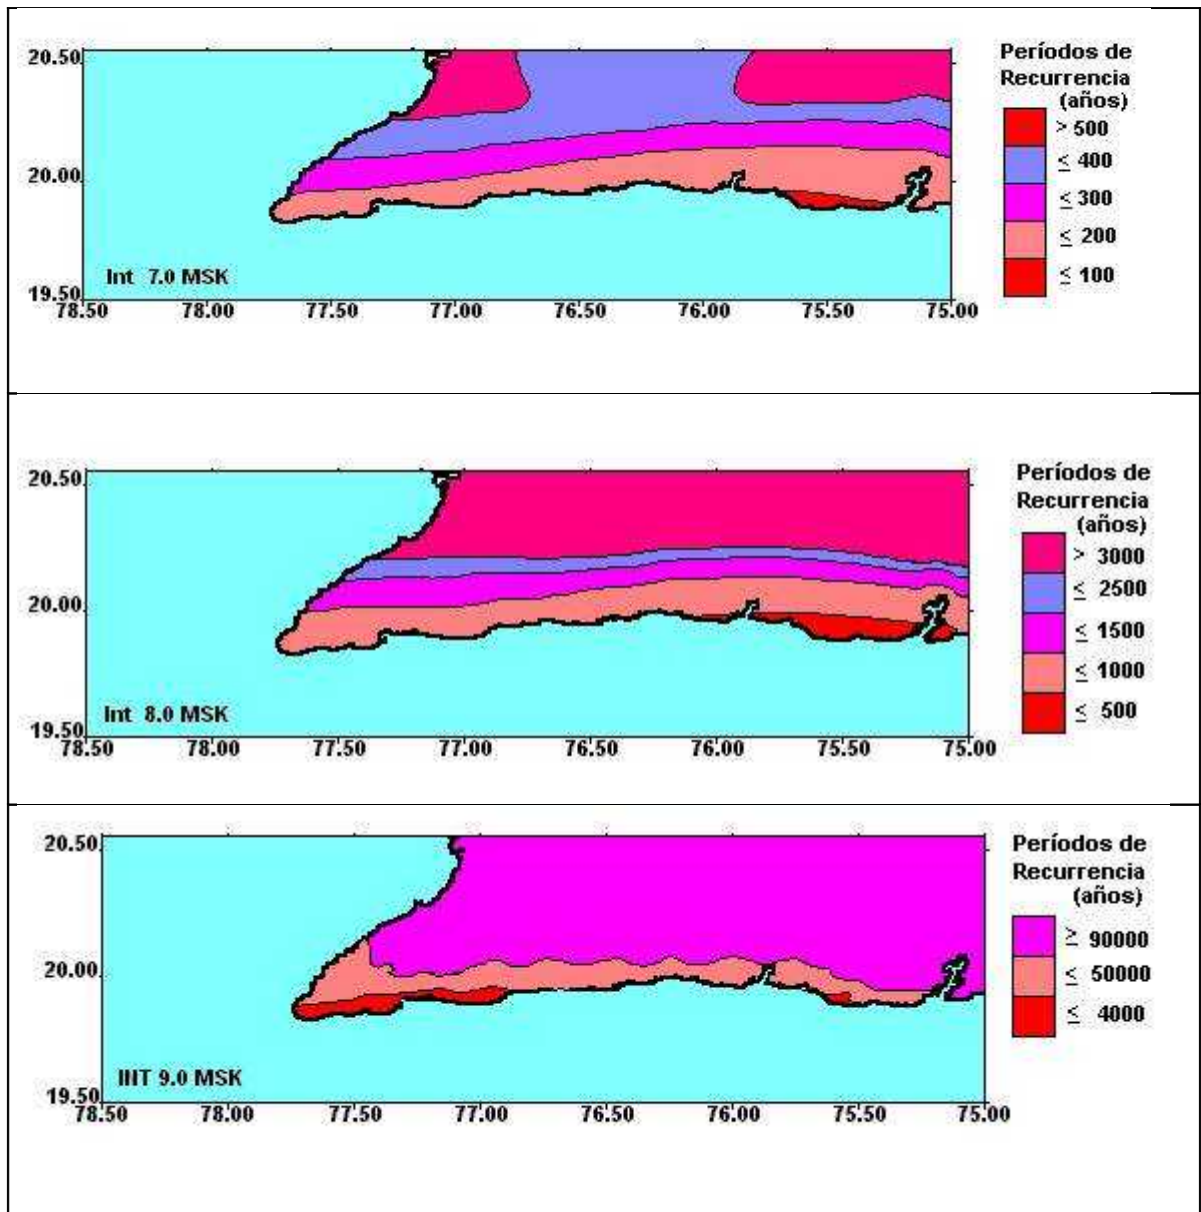 20.50
20.00
19.50
78.50 78.00 77.50 77.00 76.50 76.00 75.50 75.00
Int 7.0 MSK
Períodos de
Recurrencia
(años)
> 500
≤ 400
≤ 300
≤ 200
≤ 100
20.50
20.00
19.50
78.50 78.00 77.50 77.00 76.50 76.00 75.50 75.00
Int 8.0 MSK
Períodos de
Recurrencia
(años)
> 3000
≤ 2500
≤ 1500
≤ 1000
≤ 500
20.50
20.00
19.50
78.50 78.00 77.50 77.00 76.50 76.00 75.50 75.00
INT 9.0 MSK
Períodos de
Recurrencia
(años)
≥ 90000
≤ 50000
≤ 4000